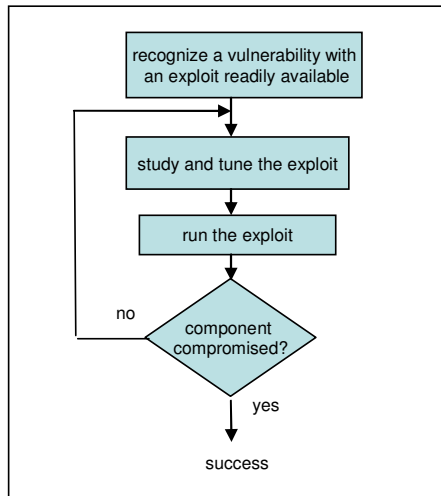 recognize a vulnerability with
an exploit readily available
study and tune the exploit
run the exploit
no
component
compromised?
yes
success